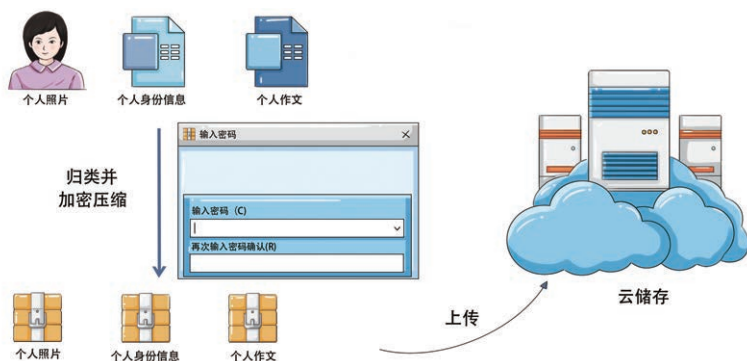 个人照片
个人身份信息
个人作文
归类并
加密压缩
输入密码
输入密码（C）
再次输入密码确认(R)
个人照片
个人身份信息
个人作文
上传
云储存